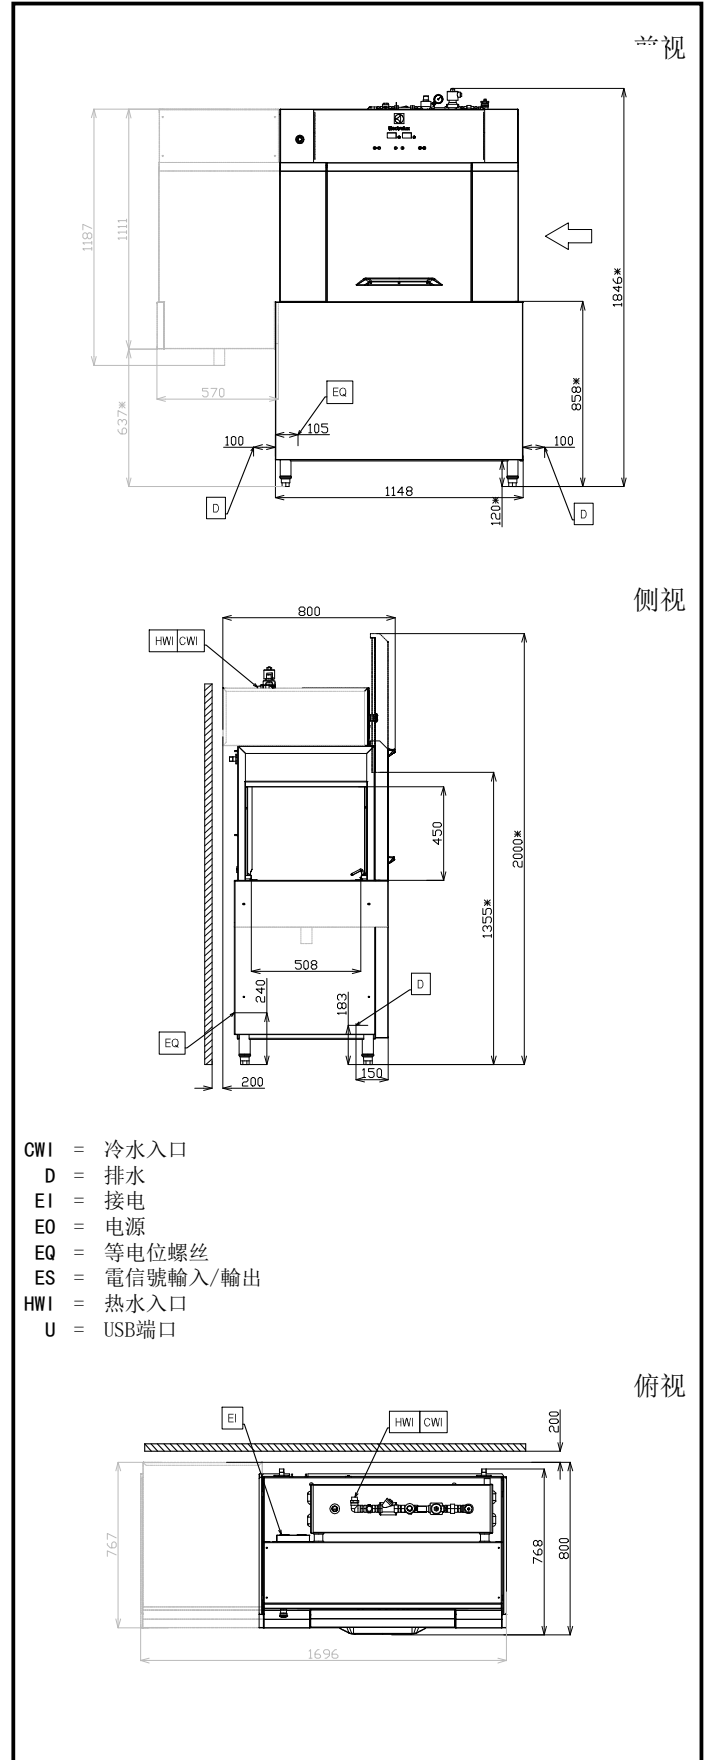 前视
1187
1111
637*
570
100
D
105
EQ
1148
120*
858*
1846*
100
D
侧视
800
HWI CWI
450
2000*
1355*
508
240
183
D
EQ
200
150
CWI = 冷水入口
D = 排水
EI = 接电
EO = 电源
EQ = 等电位螺丝
ES = 電信號輸入/輸出
HWI = 热水入口
U = USB端口
俯视
EI
HWI CWI
200
767
768
800
1696